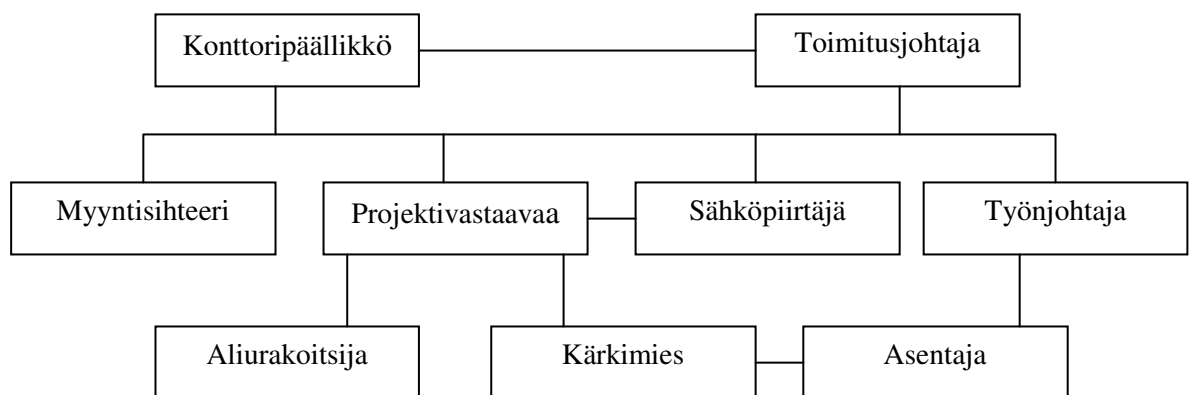 Konttoripäällikkö
Toimitusjohtaja
Myyntisihteeri
Projektivastaavaa
Sähköpiirtäjä
Työnjohtaja
Aliurakoitsija
Kärkimies
Asentaja